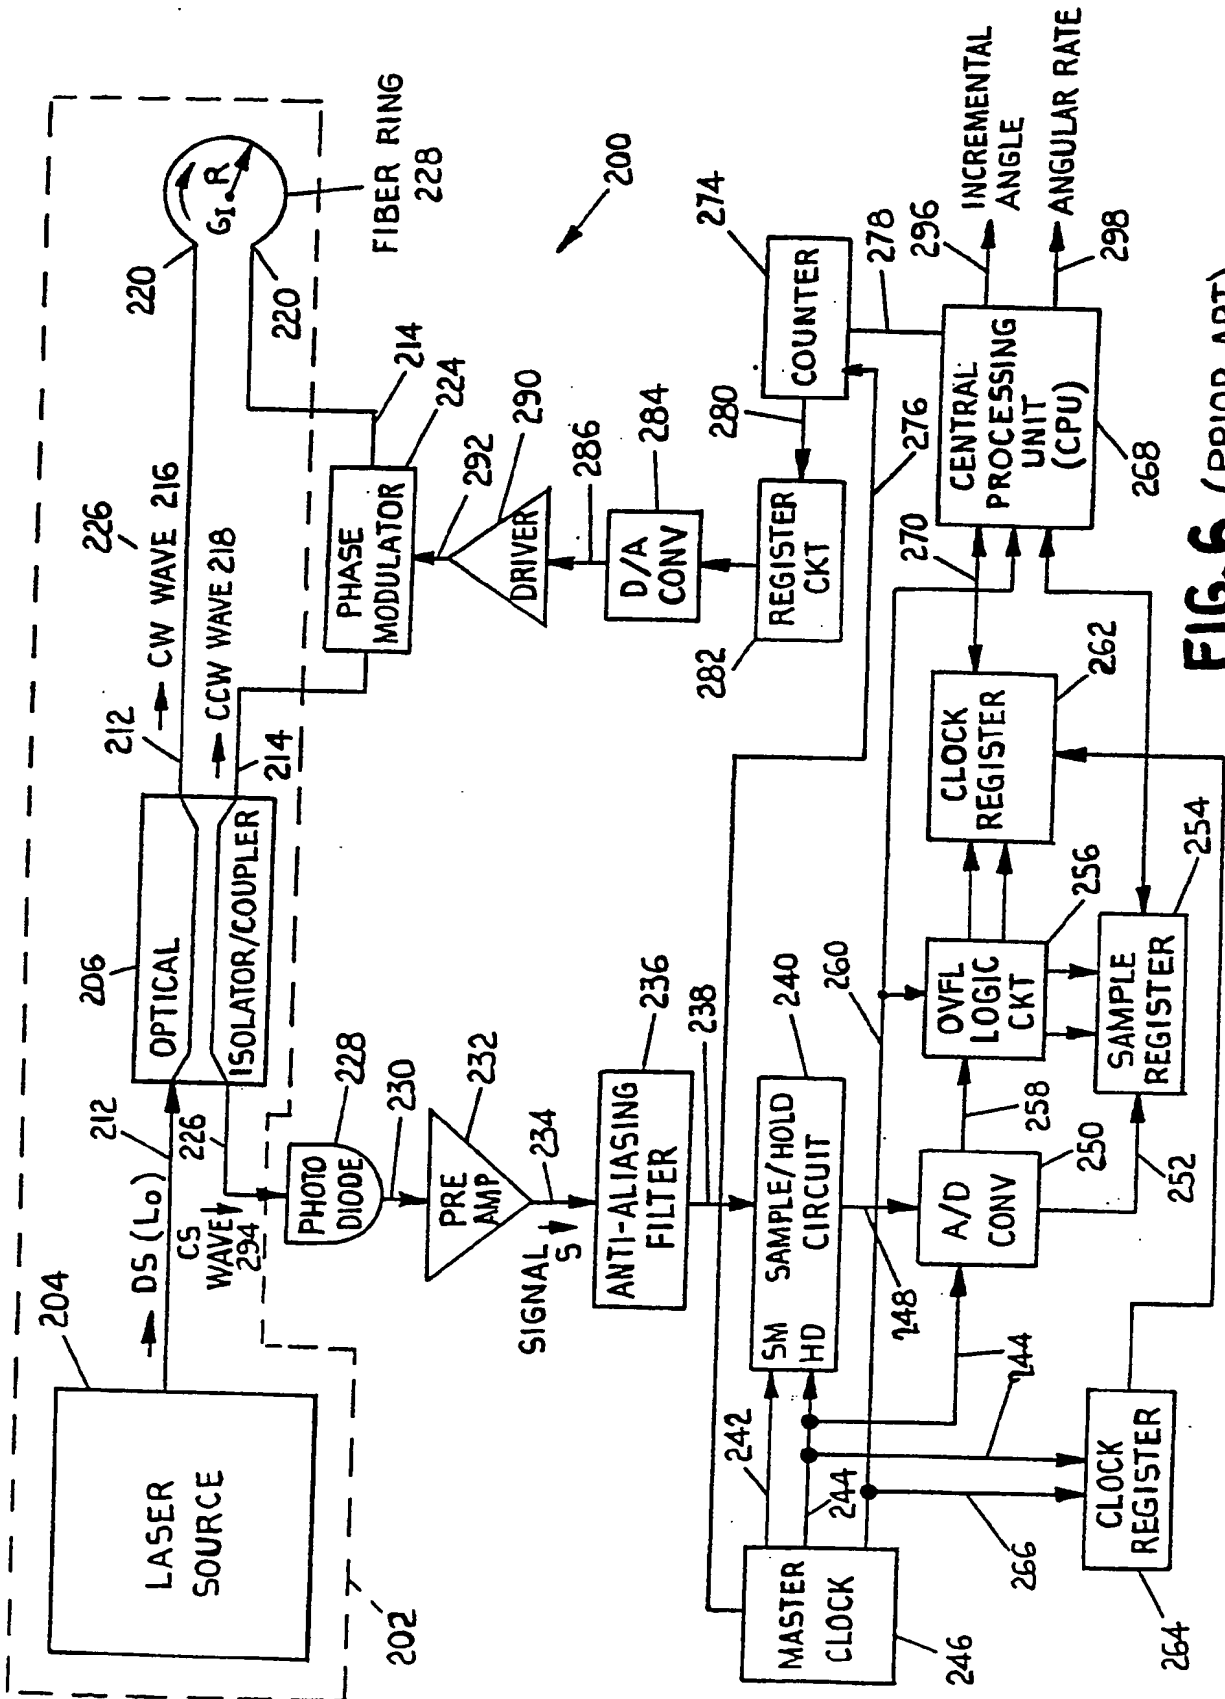 204
LASER
SOURCE
202
DS (Lo)
212
206
OPTICAL
ISOLATOR/COUPLER
226
CS
WAVE
294
212
CW WAVE 216
226
CCW WAVE 218
214
220
220
GI
R
FIBER RING
228
PHOTO
DIODE
228
230
PRE
AMP
232
234
SIGNAL
S
ANTI-ALIASING
FILTER
236
238
PHASE
MODULATOR
214
224
292
DRIVER
290
286
D/A
CONV
284
REGISTER
CKT
282
280
COUNTER
274
276
278
200
SM
HD
SAMPLE/HOLD
CIRCUIT
240
242
244
MASTER
CLOCK
246
248
260
A/D
CONV
250
252
258
OVFL
LOGIC
CKT
256
SAMPLE
REGISTER
254
CLOCK
REGISTER
262
270
CENTRAL
PROCESSING
UNIT
(CPU)
268
296
INCREMENTAL
ANGLE
298
ANGULAR RATE
244
266
CLOCK
REGISTER
264
FIG. 6 (PRIOR ART)